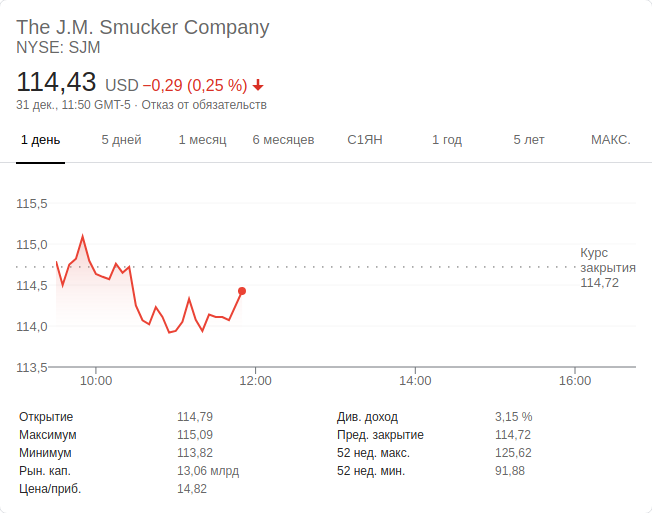 The J.M. Smucker Company
NYSE: SJM
114,43 USD −0,29 (0,25 %)
31 дек., 11:50 GMT-5 · Отказ от обязательств
1 день 5 дней 1 месяц 6 месяцев С1ЯН 1 год 5 лет МАКС.
115,5
115,0
114,5
114,0
113,5
Курс
закрытия
114,72
10:00 12:00 14:00 16:00
Открытие 114,79 Див. доход 3,15 %
Максимум 115,09 Пред. закрытие 114,72
Минимум 113,82 52 нед. макс. 125,62
Рын. кап. 13,06 млрд 52 нед. мин. 91,88
Цена/приб. 14,82